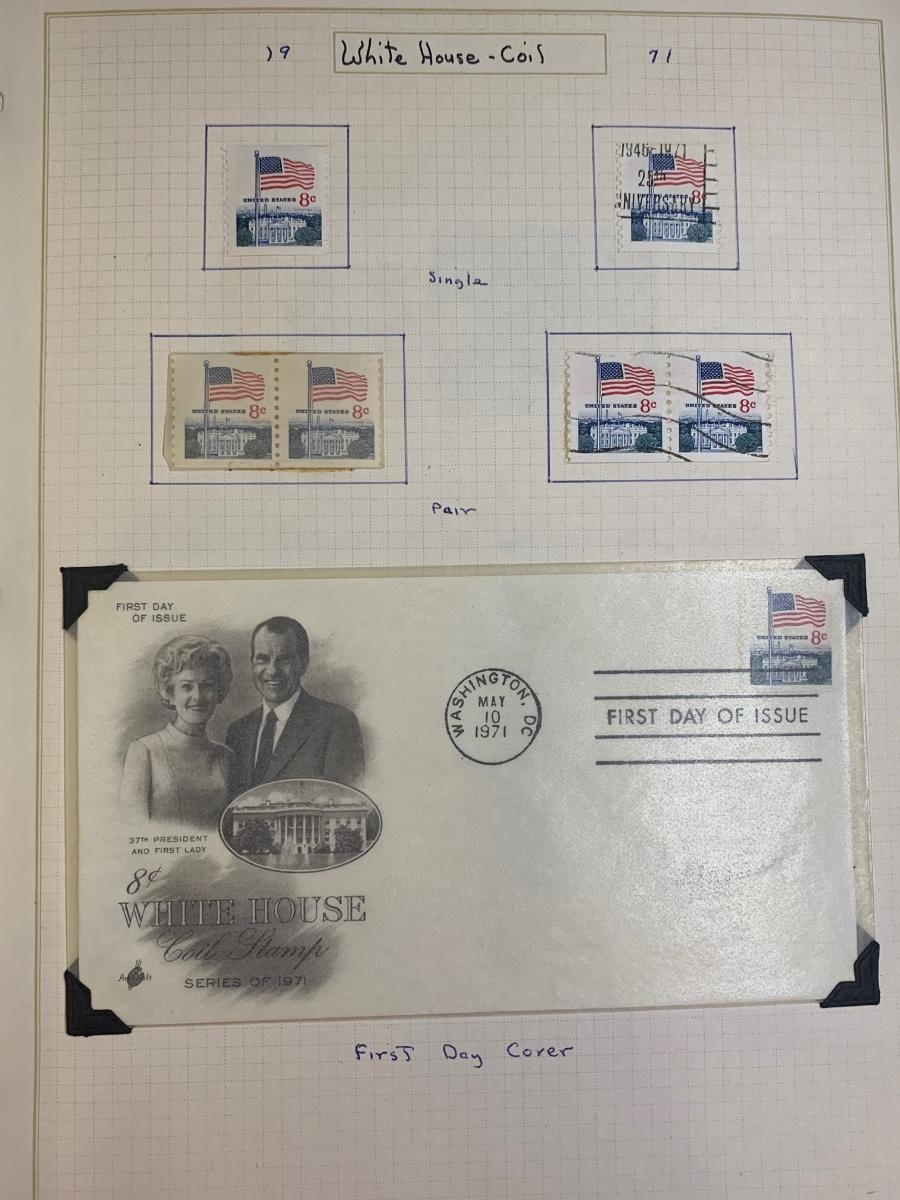 19 White House - Coil 71
UNITED STATES 8c
1946-1971
25th
ANNIVERSARY
8c
Single
UNITED STATES 8c
UNITED STATES 8c
UNITED STATES 8c
UNITED STATES 8c
Pair
FIRST DAY
OF ISSUE
UNITED STATES 8c
WASHINGTON, DC
MAY
10
1971
FIRST DAY OF ISSUE
37TH PRESIDENT
AND FIRST LADY
8¢
WHITE HOUSE
Coil Stamp
ArtCraft
SERIES OF 1971
First Day Cover